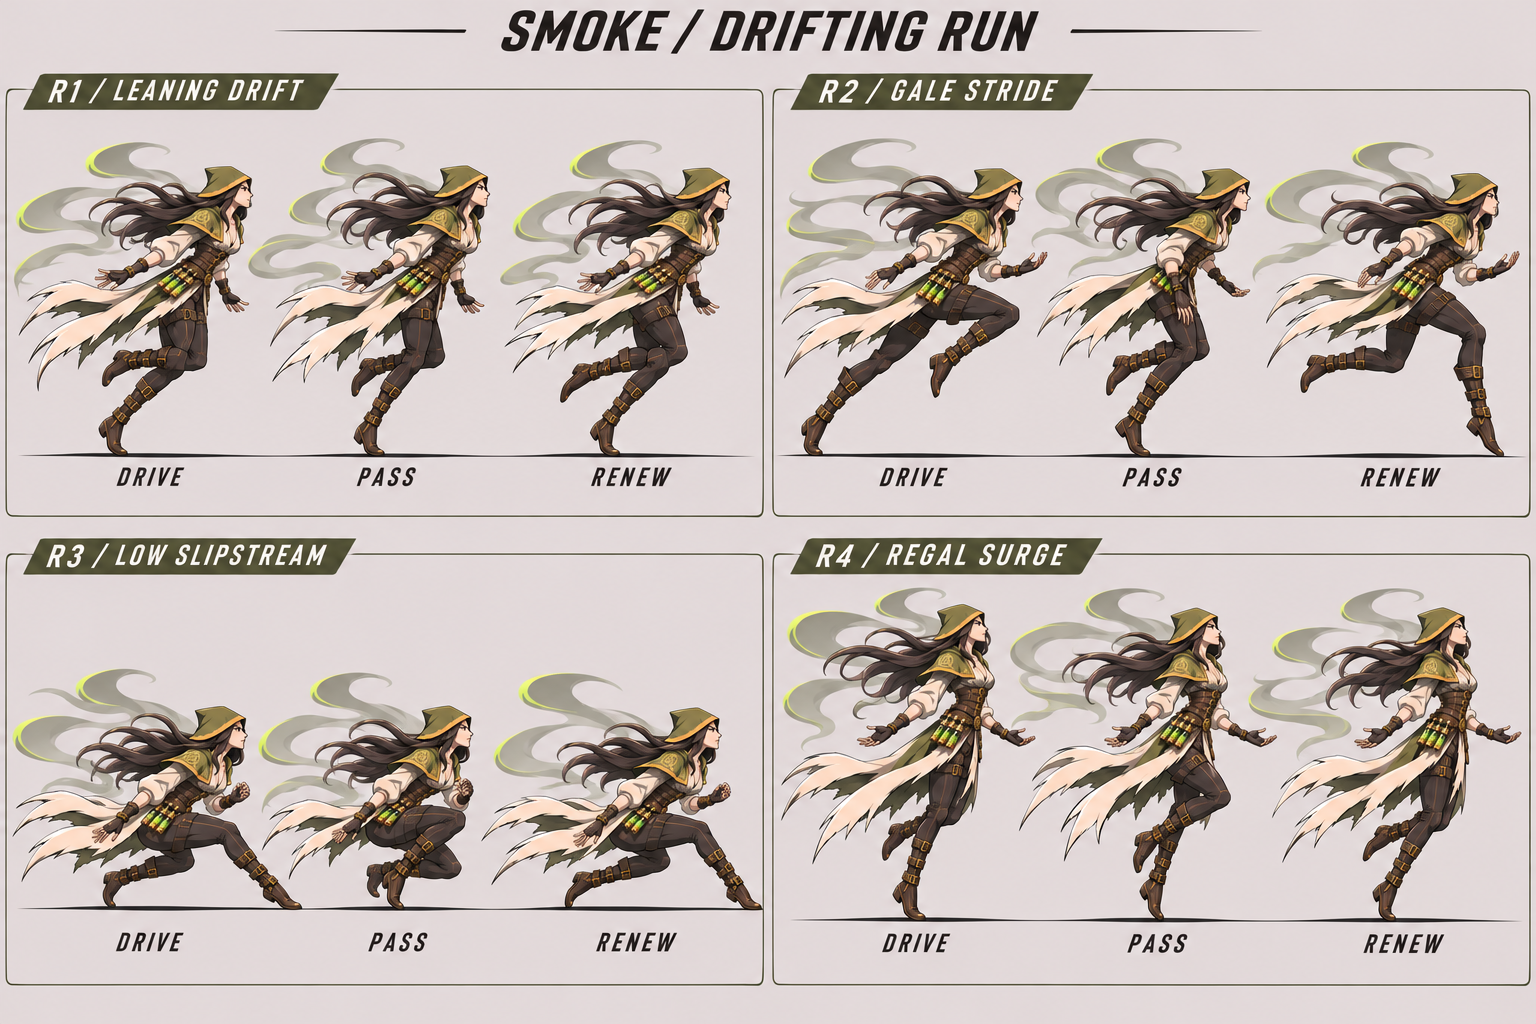 SMOKE / DRIFTING RUN
R1 / LEANING DRIFT
DRIVE
PASS
RENEW
R2 / GALE STRIDE
DRIVE
PASS
RENEW
R3 / LOW SLIPSTREAM
DRIVE
PASS
RENEW
R4 / REGAL SURGE
DRIVE
PASS
RENEW